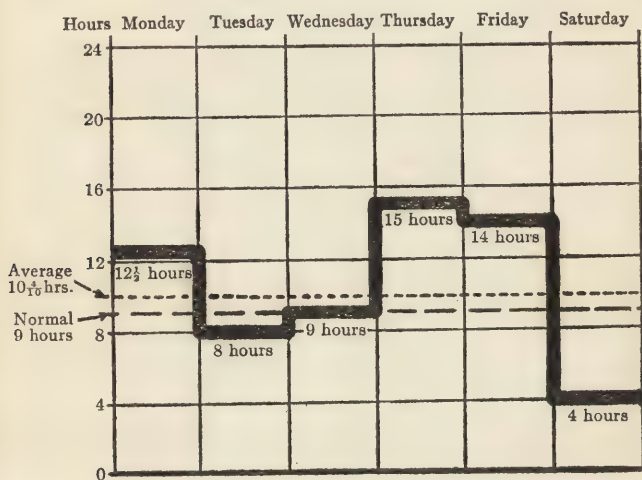 Hours Monday Tuesday Wednesday Thursday Friday Saturday
24
20
16
15 hours
14 hours
12
12½ hours
Average
10 4/10 hrs.
Normal
9 hours
9 hours
8
8 hours
4
4 hours
0